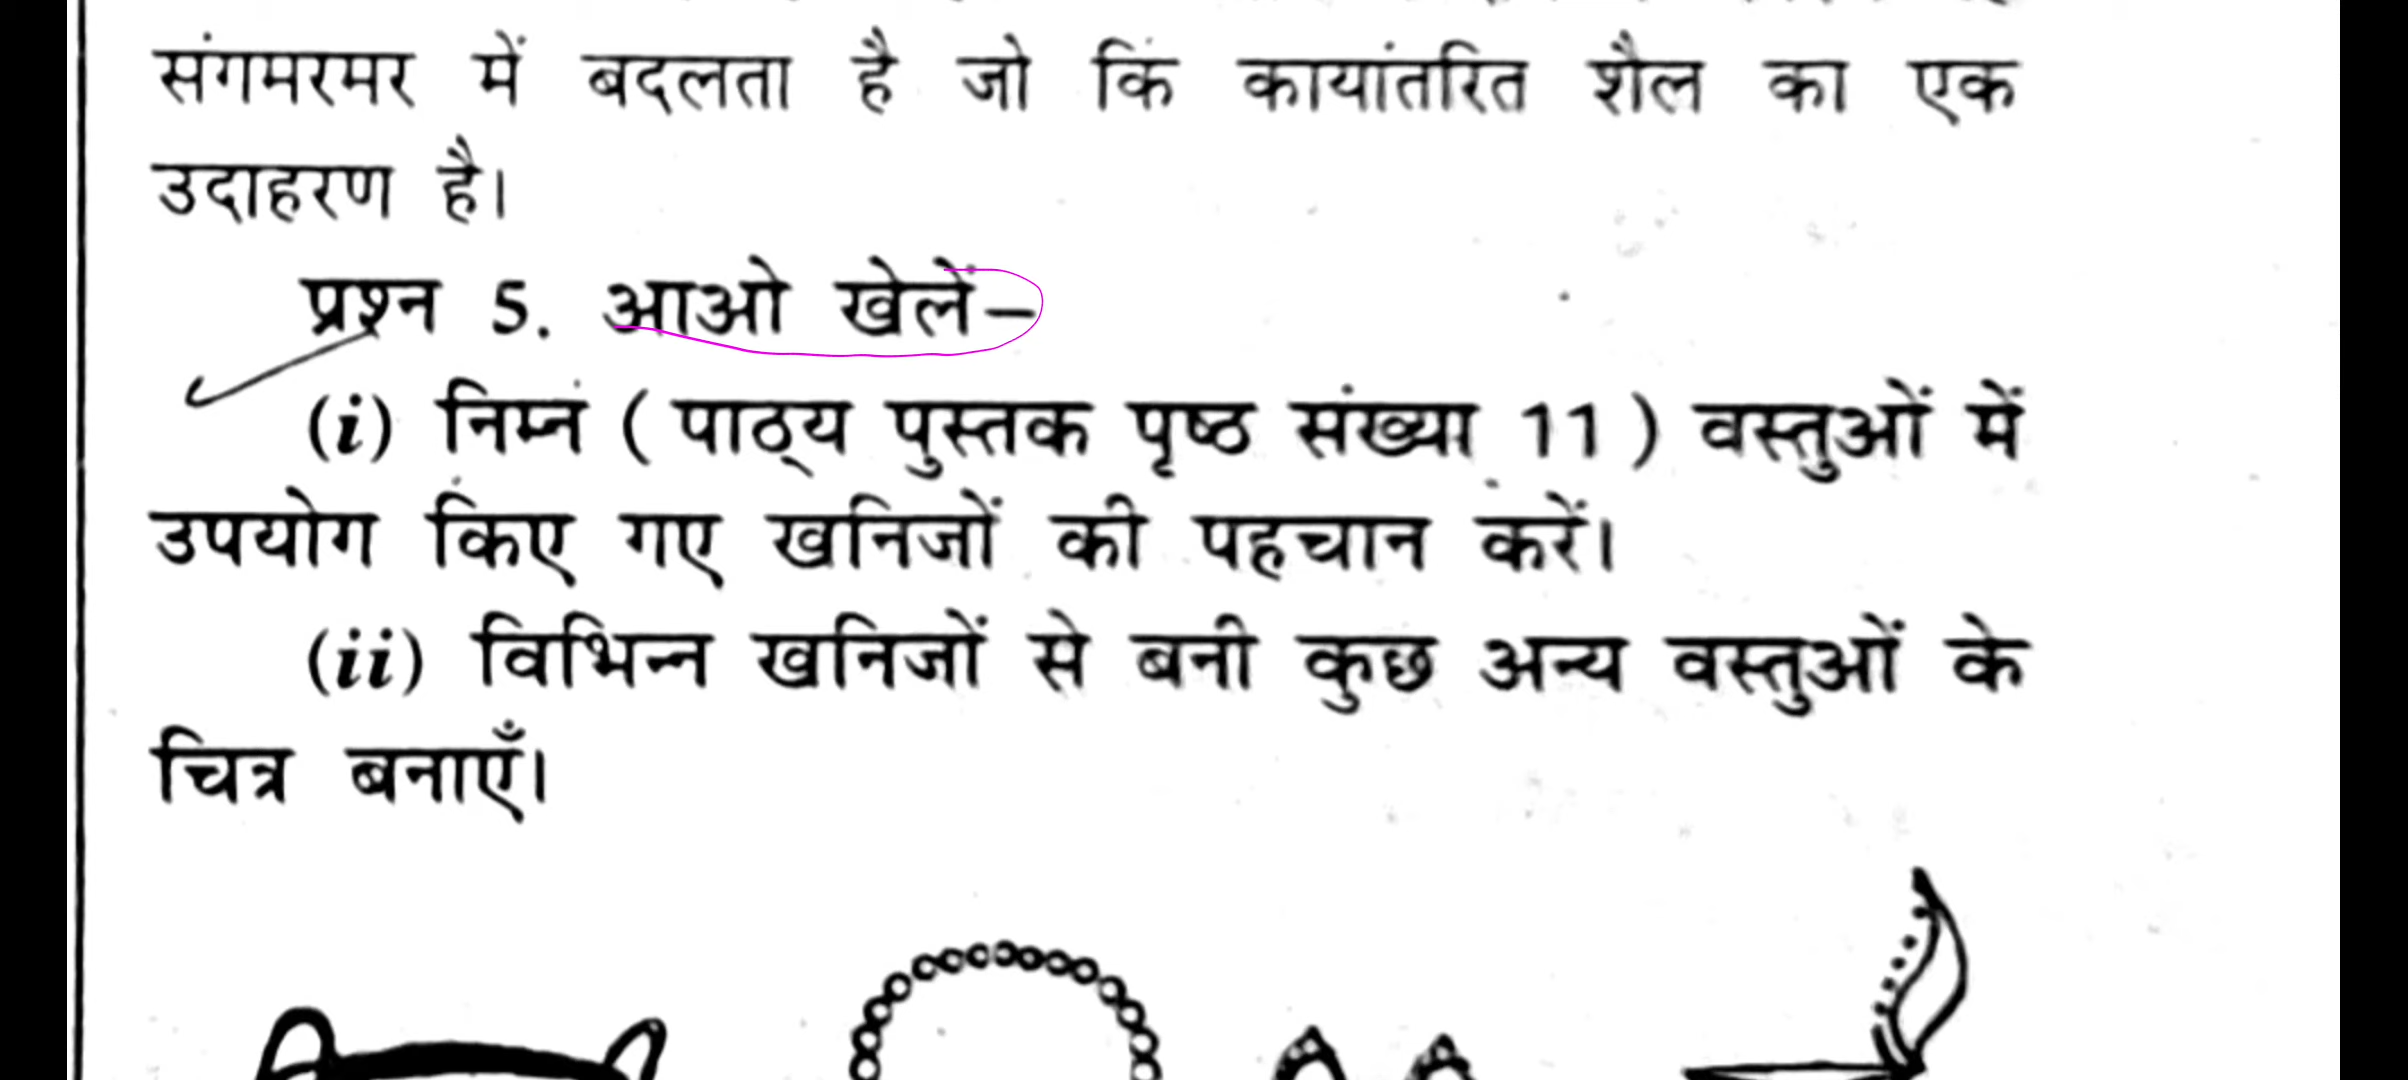 संगमरमर में बदलता है जो कि कायांतरित शैल का एक
उदाहरण है।
प्रश्न 5. आओ खेलें–
(i) निम्न ( पाठ्य पुस्तक पृष्ठ संख्या 11 ) वस्तुओं में
उपयोग किए गए खनिजों की पहचान करें।
(ii) विभिन्न खनिजों से बनी कुछ अन्य वस्तुओं के
चित्र बनाएँ।